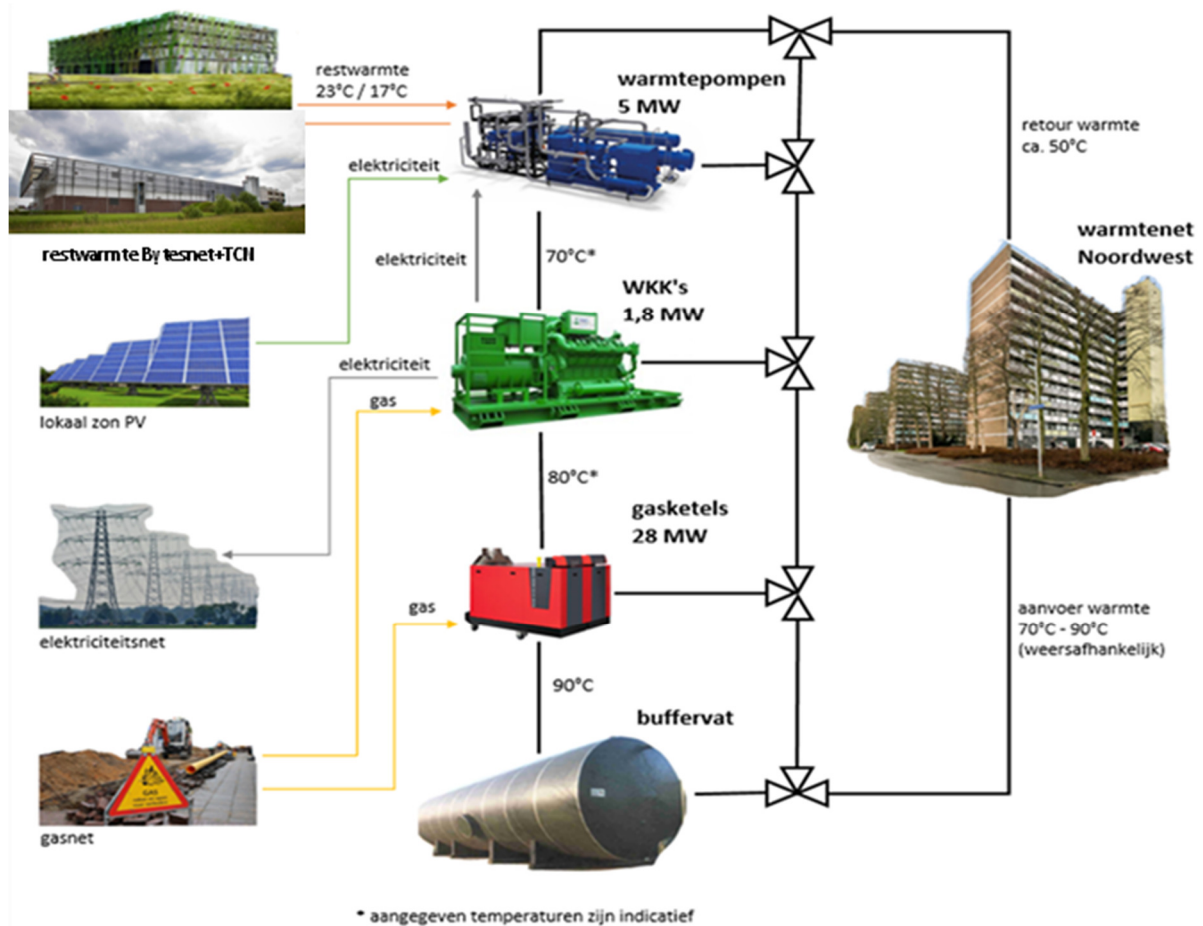 restwarmte
23°C / 17°C
warmtepompen
5 MW
retour warmte
ca. 50°C
elektriciteit
restwarmte Bytesnet+TCN
elektriciteit
70°C*
warmtenet
Noordwest
WKK's
1,8 MW
elektriciteit
gas
lokaal zon PV
80°C*
gasketels
28 MW
gas
aanvoer warmte
70°C - 90°C
(weersafhankelijk)
elektriciteitsnet
90°C
buffervat
GAS
gasnet
* aangegeven temperaturen zijn indicatief